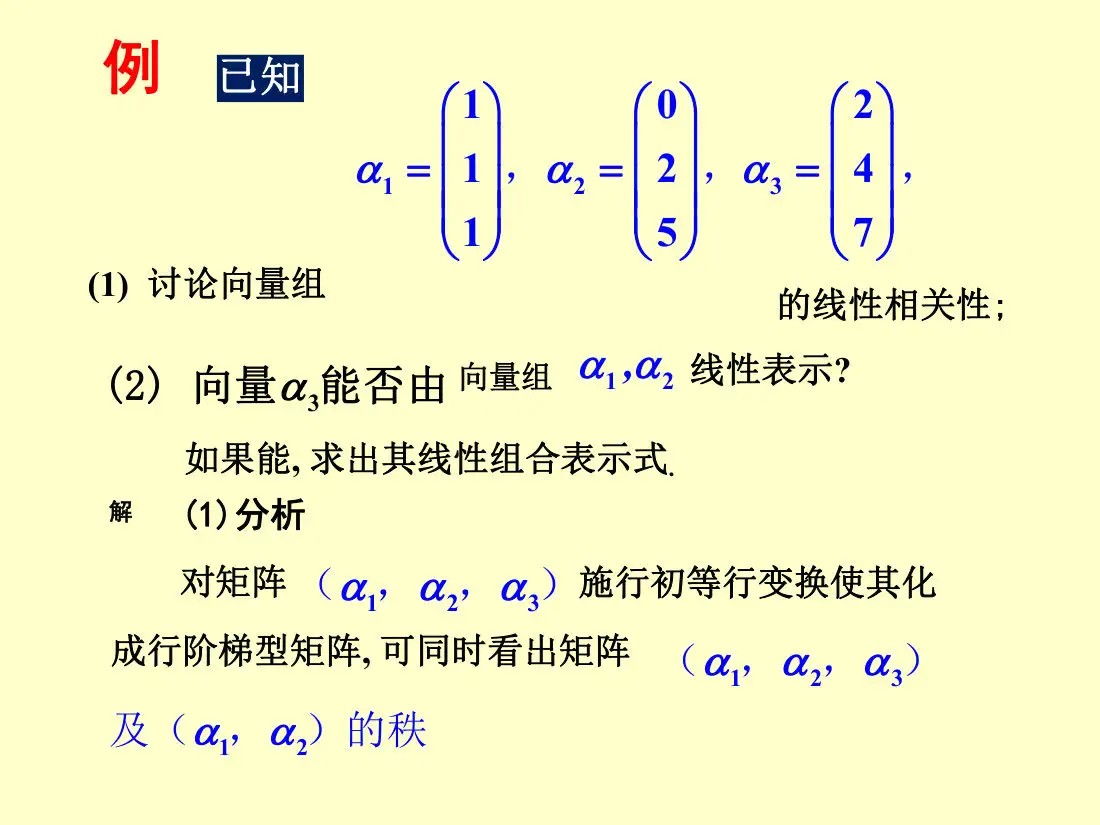 例 已知
α₁ = (1 1 1), α₂ = (0 2 5), α₃ = (2 4 7),
(1) 讨论向量组
的线性相关性;
(2) 向量α₃能否由 向量组 α₁,α₂ 线性表示?
如果能, 求出其线性组合表示式.
解 (1)分析
对矩阵 (α₁, α₂, α₃) 施行初等行变换使其化
成行阶梯型矩阵, 可同时看出矩阵 (α₁, α₂, α₃)
及(α₁, α₂)的秩